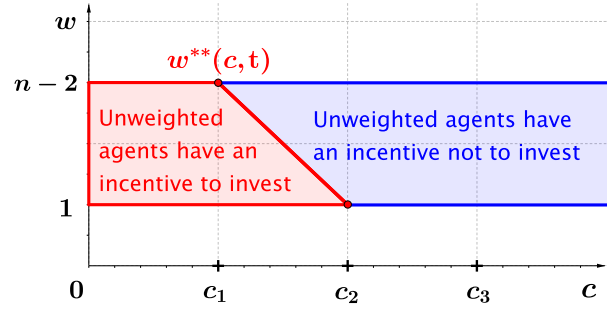 w
w**(c,t)
n − 2
Unweighted
agents have an
incentive to invest
Unweighted agents have
an incentive not to invest
1
0
c₁
c₂
c₃
c